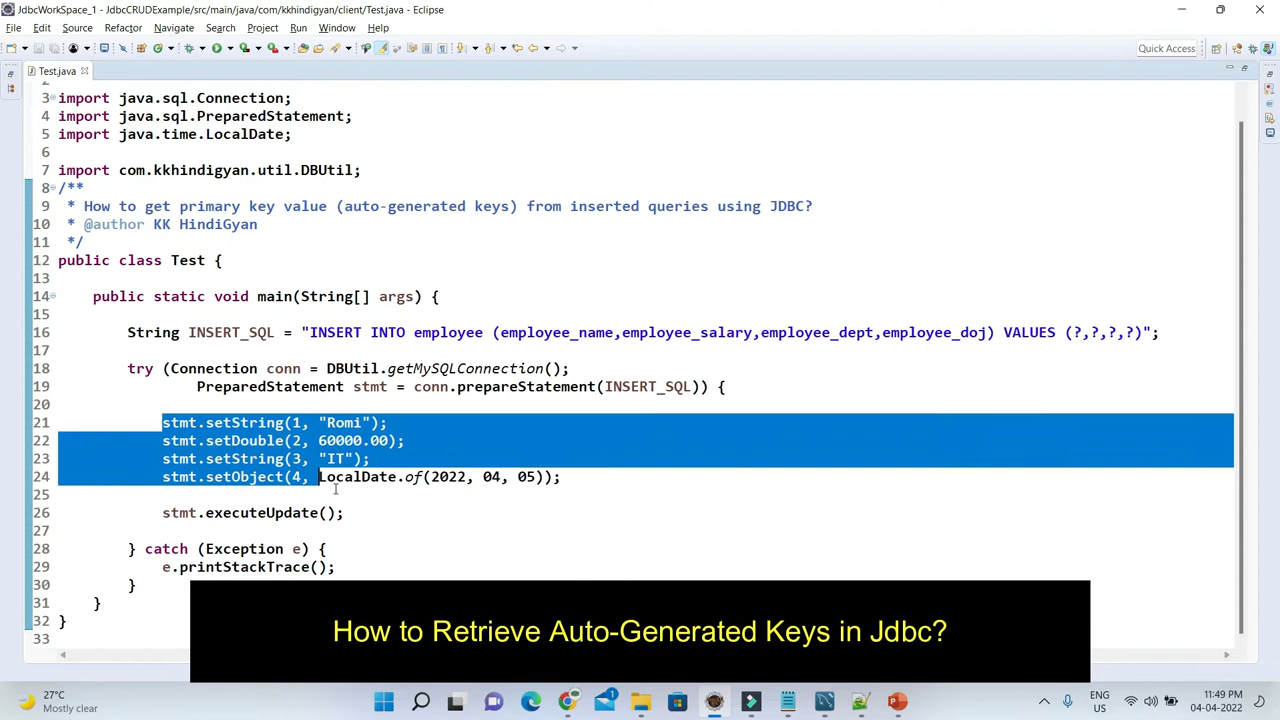 JdbcWorkSpace_1 - JdbcCRUDExample/src/main/java/com/kkhindigyan/client/Test.java - Eclipse
File Edit Source Refactor Navigate Search Project Run Window Help
Quick Access
Test.java
2
3 import java.sql.Connection;
4 import java.sql.PreparedStatement;
5 import java.time.LocalDate;
6
7 import com.kkhindigyan.util.DBUtil;
8 /**
9 * How to get primary key value (auto-generated keys) from inserted queries using JDBC?
10 * @author KK HindiGyan
11 */
12 public class Test {
13
14 public static void main(String[] args) {
15
16 String INSERT_SQL = "INSERT INTO employee (employee_name,employee_salary,employee_dept,employee_doj) VALUES (?,?,?,?)";
17
18 try (Connection conn = DBUtil.getMySQLConnection();
19 PreparedStatement stmt = conn.prepareStatement(INSERT_SQL)) {
20
21 stmt.setString(1, "Romi");
22 stmt.setDouble(2, 60000.00);
23 stmt.setString(3, "IT");
24 stmt.setObject(4, LocalDate.of(2022, 04, 05));
25
26 stmt.executeUpdate();
27
28 } catch (Exception e) {
29 e.printStackTrace();
30 }
31 }
32 }
33
How to Retrieve Auto-Generated Keys in Jdbc?
27°C
Mostly clear
1
ENG
US
11:49 PM
04-04-2022